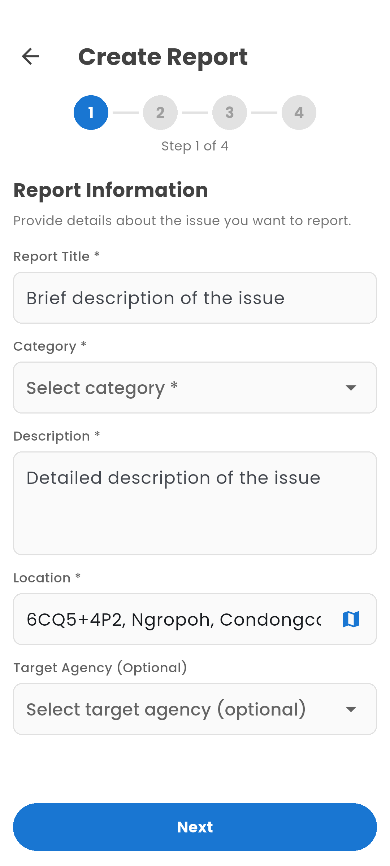 Create Report
1
2
3
4
Step 1 of 4
Report Information
Provide details about the issue you want to report.
Report Title *
Brief description of the issue
Category *
Select category *
Description *
Detailed description of the issue
Location *
6CQ5+4P2, Ngropoh, Condongc
Target Agency (Optional)
Select target agency (optional)
Next